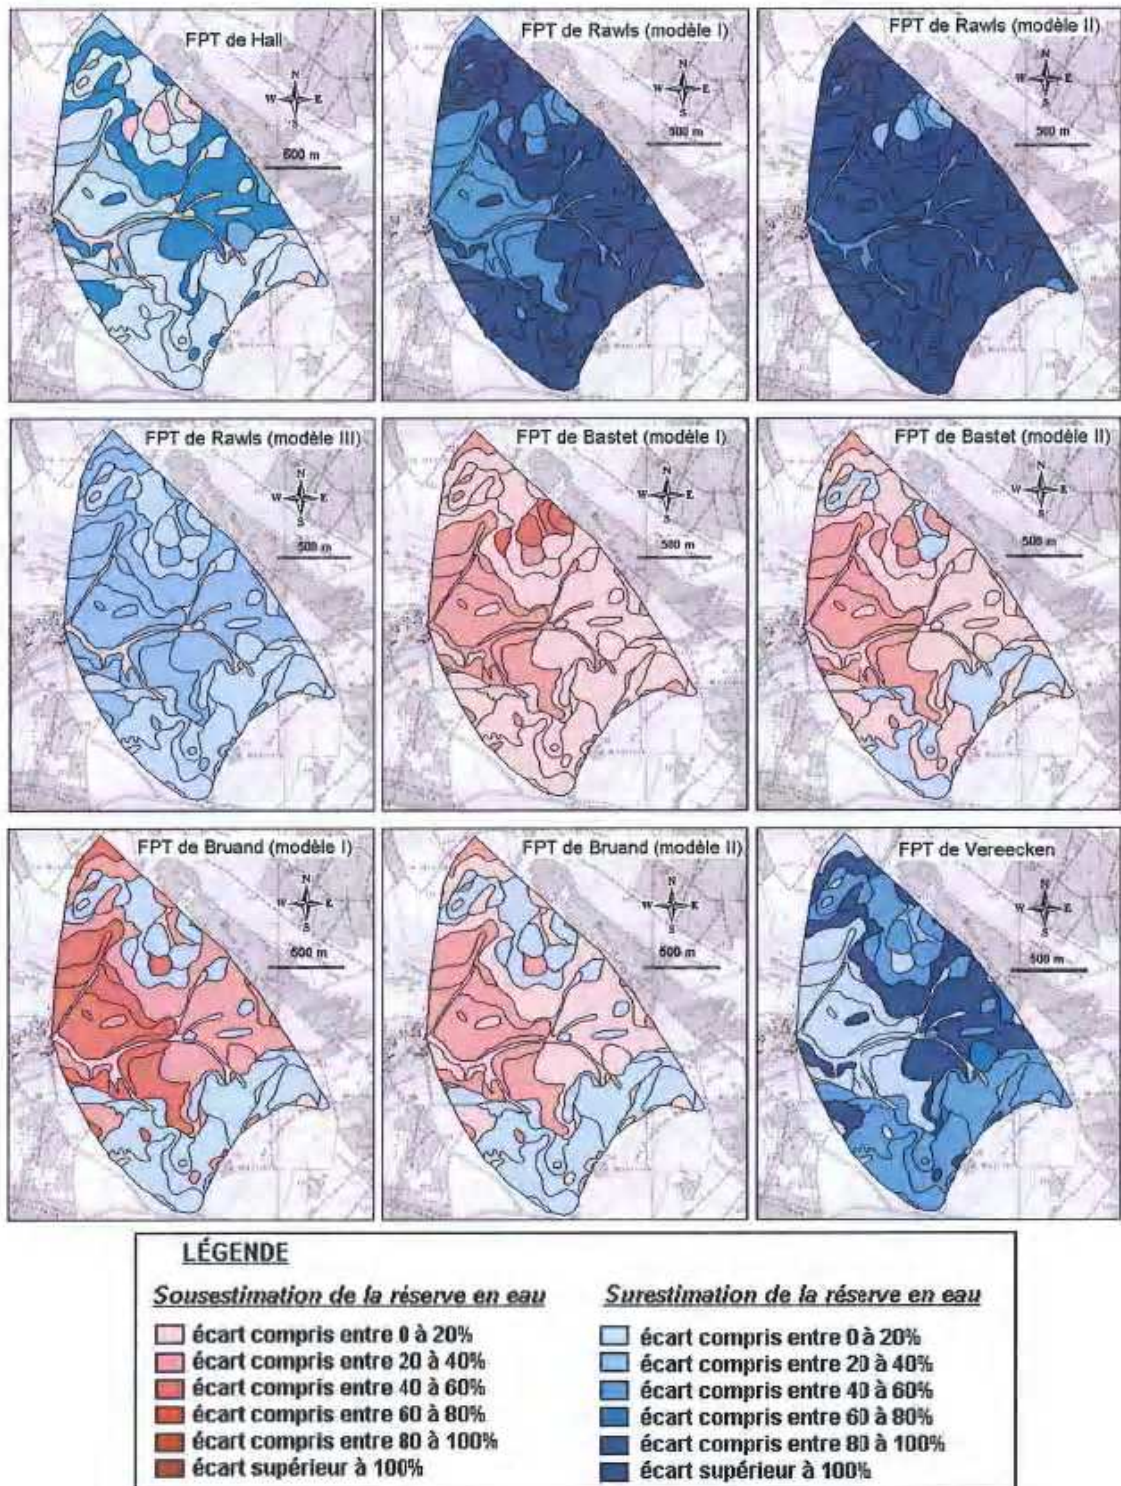 FPT de Hall
N
W E
S
600 m
FPT de Rawls (modèle I)
N
W E
S
500 m
FPT de Rawls (modèle II)
N
W E
S
500 m
FPT de Rawls (modèle III)
N
W E
S
500 m
FPT de Bastet (modèle I)
N
W E
S
500 m
FPT de Bastet (modèle II)
N
W E
S
500 m
FPT de Bruand (modèle I)
N
W E
S
600 m
FPT de Bruand (modèle II)
N
W E
S
500 m
FPT de Vereecken
N
W E
S
500 m
LÉGENDE
Sousestimation de la réserve en eau
écart compris entre 0 à 20%
écart compris entre 20 à 40%
écart compris entre 40 à 60%
écart compris entre 60 à 80%
écart compris entre 80 à 100%
écart supérieur à 100%
Surestimation de la réserve en eau
écart compris entre 0 à 20%
écart compris entre 20 à 40%
écart compris entre 40 à 60%
écart compris entre 60 à 80%
écart compris entre 80 à 100%
écart supérieur à 100%